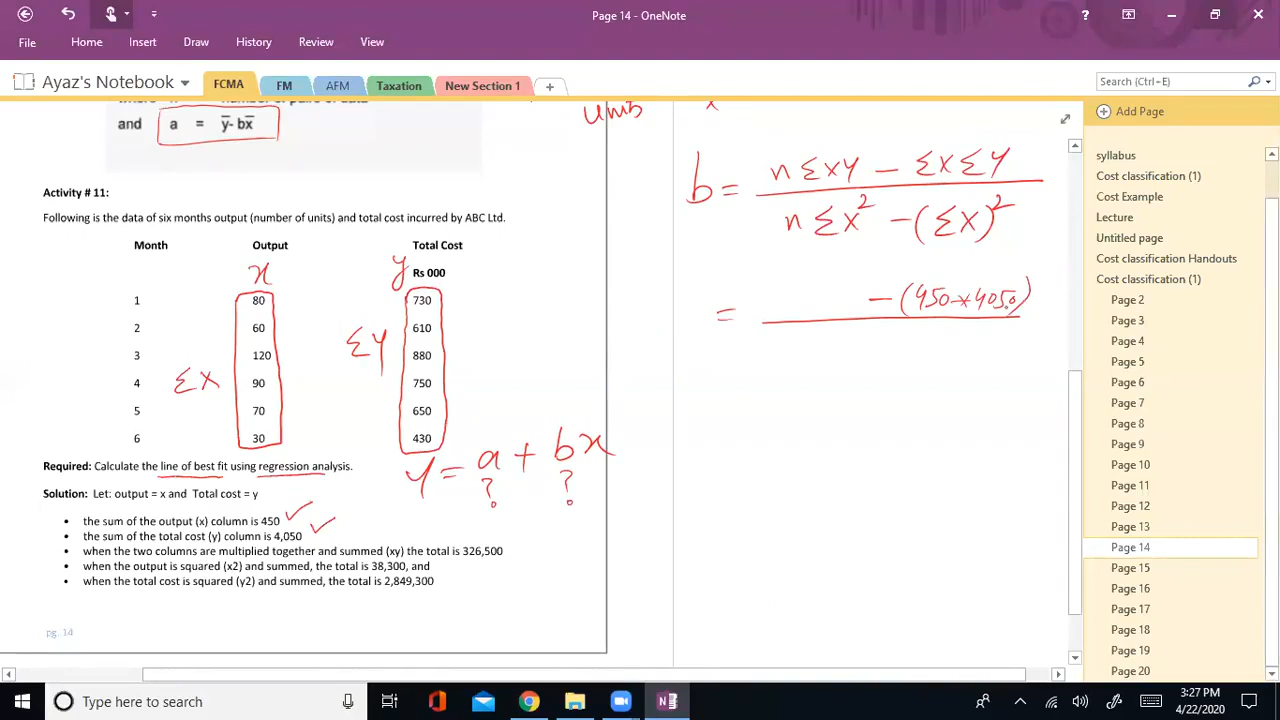 Page 14 - OneNote
File Home Insert Draw History Review View
Ayaz's Notebook FCMA FM AFM Taxation New Section 1 Search (Ctrl+E)
and a = ȳ- bx̄
units x
Activity # 11:
Following is the data of six months output (number of units) and total cost incurred by ABC Ltd.
Month Output Total Cost
x y Rs 000
1 80 730
2 60 610
ΣY
3 120 880
ΣX
4 90 750
5 70 650
6 30 430
Required: Calculate the line of best fit using regression analysis.
y = a + bx
? ?
Solution: Let: output = x and Total cost = y
• the sum of the output (x) column is 450 ✓
• the sum of the total cost (y) column is 4,050 ✓
• when the two columns are multiplied together and summed (xy) the total is 326,500
• when the output is squared (x2) and summed, the total is 38,300, and
• when the total cost is squared (y2) and summed, the total is 2,849,300
pg. 14
b = nΣxy – ΣxΣy
nΣx² – (Σx)²
= – (450 × 4050)
Add Page
syllabus
Cost classification (1)
Cost Example
Lecture
Untitled page
Cost classification Handouts
Cost classification (1)
Page 2
Page 3
Page 4
Page 5
Page 6
Page 7
Page 8
Page 9
Page 10
Page 11
Page 12
Page 13
Page 14
Page 15
Page 16
Page 17
Page 18
Page 19
Page 20
Type here to search
3:27 PM
4/22/2020